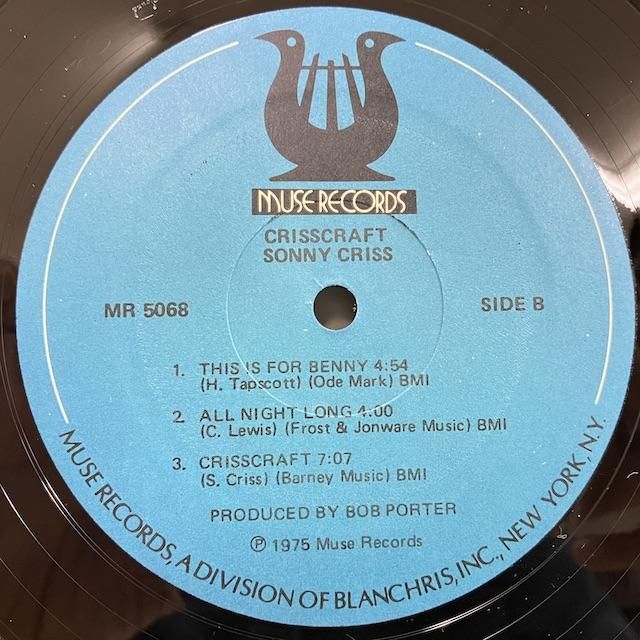 MUSE RECORDS
CRISSCRAFT
SONNY CRISS
MR 5068
SIDE B
1. THIS IS FOR BENNY 4:54
(H. Tapscott) (Ode Mark) BMI
2. ALL NIGHT LONG 4:00
(C. Lewis) (Frost & Jonware Music) BMI
3. CRISSCRAFT 7:07
(S. Criss) (Barney Music) BMI
PRODUCED BY BOB PORTER
℗ 1975 Muse Records
MUSE RECORDS, A DIVISION OF BLANCHRIS, INC., NEW YORK, N.Y.